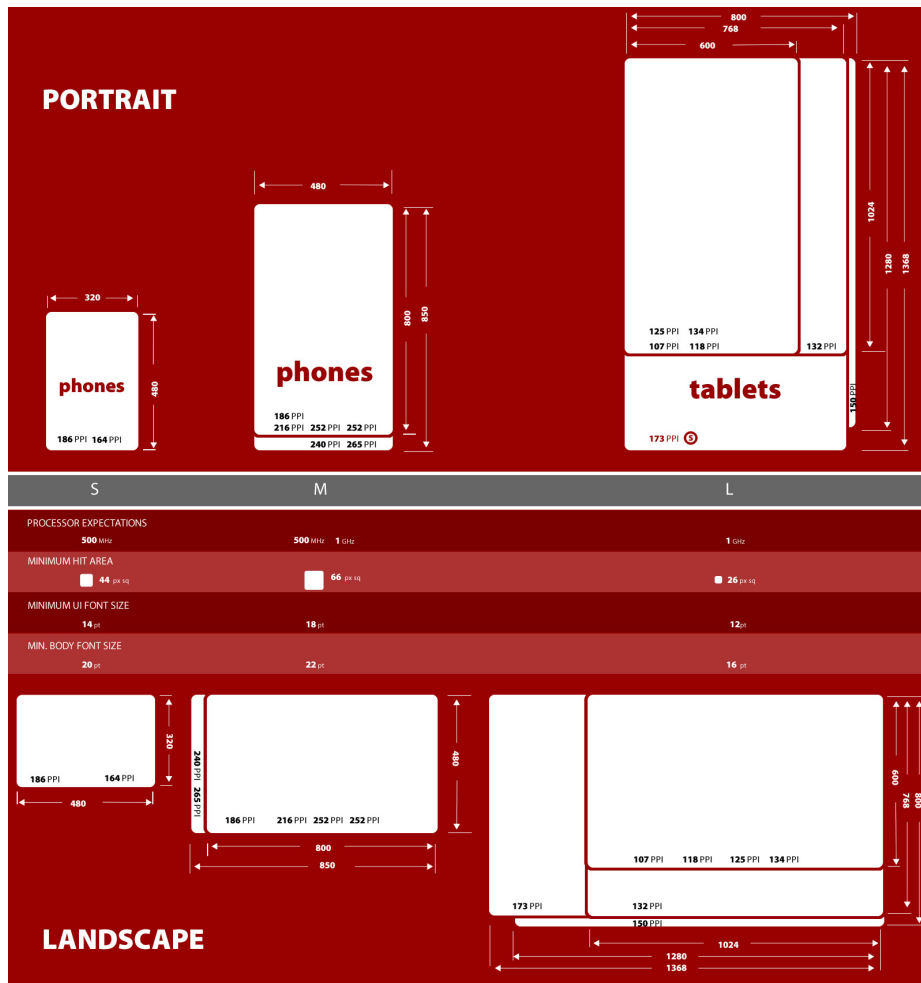 800
768
600
PORTRAIT
480
1024
1280
1368
320
800
850
125 PPI 134 PPI
107 PPI 118 PPI 132 PPI
phones
phones
480
tablets
150 PPI
186 PPI
216 PPI 252 PPI 252 PPI
186 PPI 164 PPI
240 PPI 265 PPI
173 PPI S
S M L
PROCESSOR EXPECTATIONS
500 MHz 500 MHz 1 GHz 1 GHz
MINIMUM HIT AREA
44 px sq 66 px sq 26 px sq
MINIMUM UI FONT SIZE
14 pt 18 pt 12pt
MIN. BODY FONT SIZE
20 pt 22 pt 16 pt
320
480
600
768
800
240 PPI 265 PPI
186 PPI 164 PPI
480
186 PPI 216 PPI 252 PPI 252 PPI
800
850
107 PPI 118 PPI 125 PPI 134 PPI
173 PPI 132 PPI
150 PPI
LANDSCAPE
1024
1280
1368